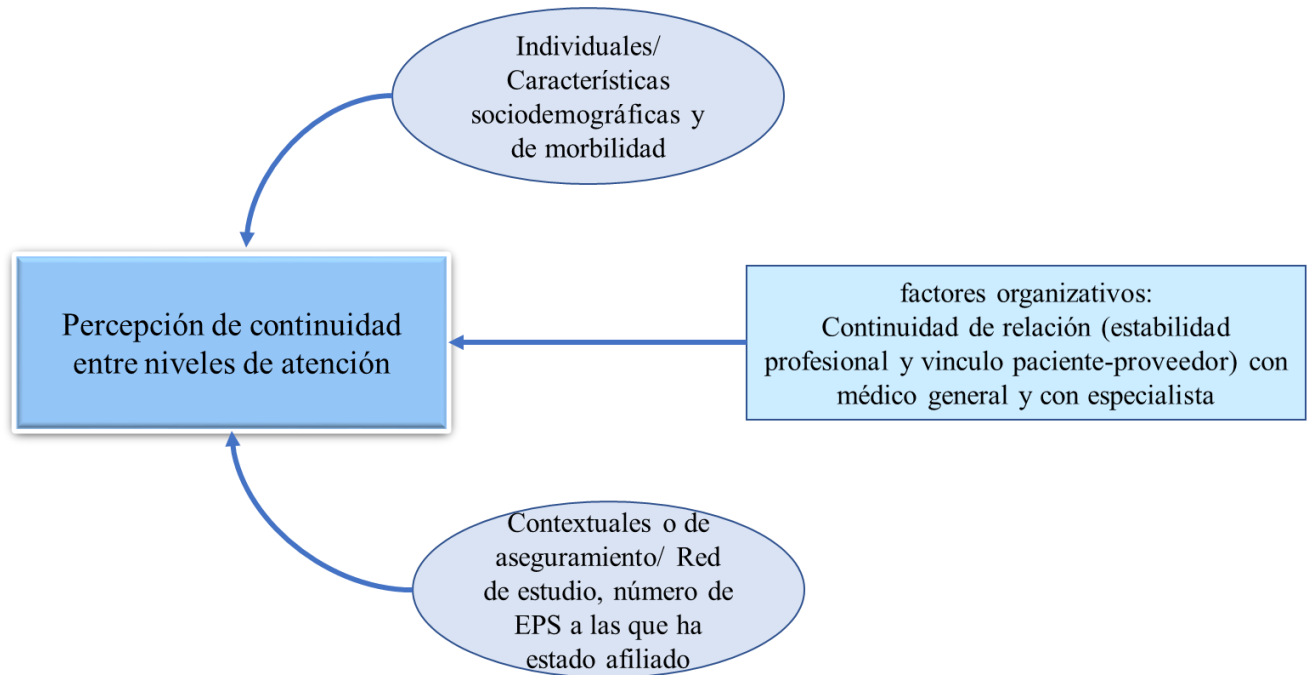 Individuales/
Características
sociodemográficas y
de morbilidad
Percepción de continuidad
entre niveles de atención
factores organizativos:
Continuidad de relación (estabilidad
profesional y vinculo paciente-proveedor) con
médico general y con especialista
Contextuales o de
aseguramiento/ Red
de estudio, número de
EPS a las que ha
estado afiliado